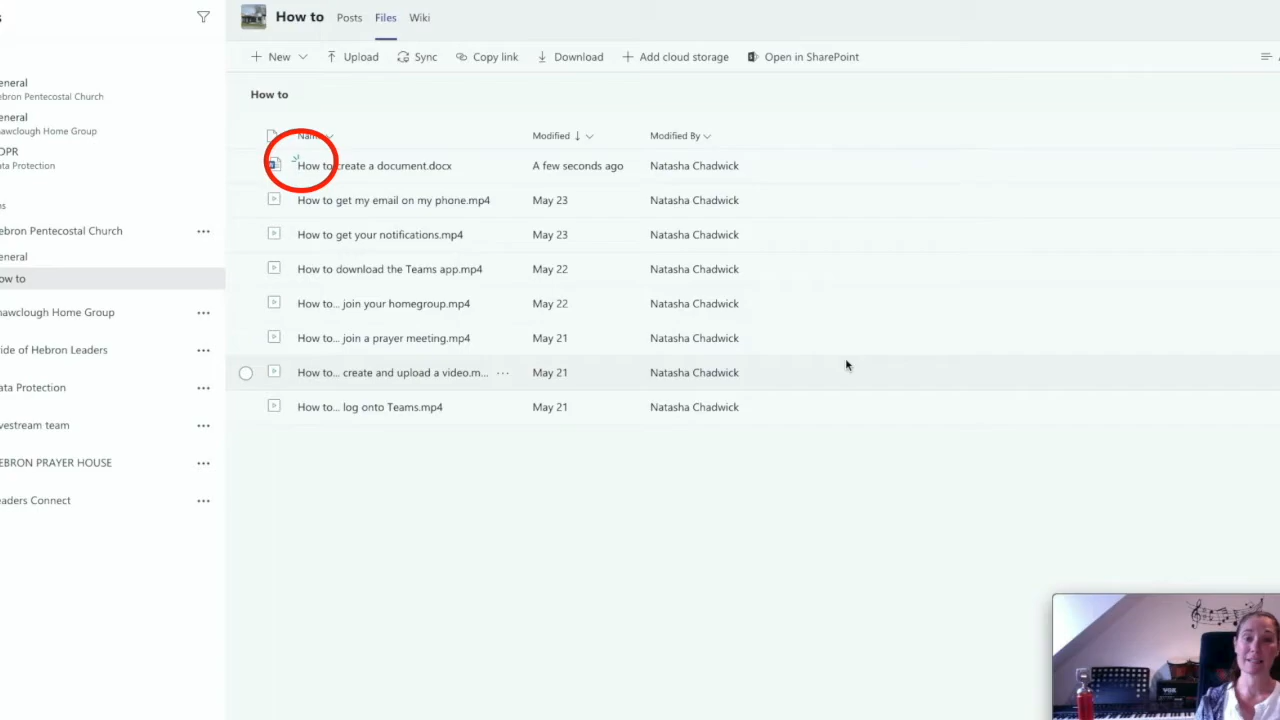 s
How to Posts Files Wiki
New Upload Sync Copy link Download Add cloud storage Open in SharePoint
eneral
ebron Pentecostal Church
eneral
hawclough Home Group
OPR
ata Protection
ns
ebron Pentecostal Church
eneral
ow to
hawclough Home Group
ride of Hebron Leaders
ata Protection
vestream team
EBRON PRAYER HOUSE
eaders Connect
How to
Name Modified Modified By
How to create a document.docx A few seconds ago Natasha Chadwick
How to get my email on my phone.mp4 May 23 Natasha Chadwick
How to get your notifications.mp4 May 23 Natasha Chadwick
How to download the Teams app.mp4 May 22 Natasha Chadwick
How to... join your homegroup.mp4 May 22 Natasha Chadwick
How to... join a prayer meeting.mp4 May 21 Natasha Chadwick
How to... create and upload a video.m... May 21 Natasha Chadwick
How to... log onto Teams.mp4 May 21 Natasha Chadwick
VOX